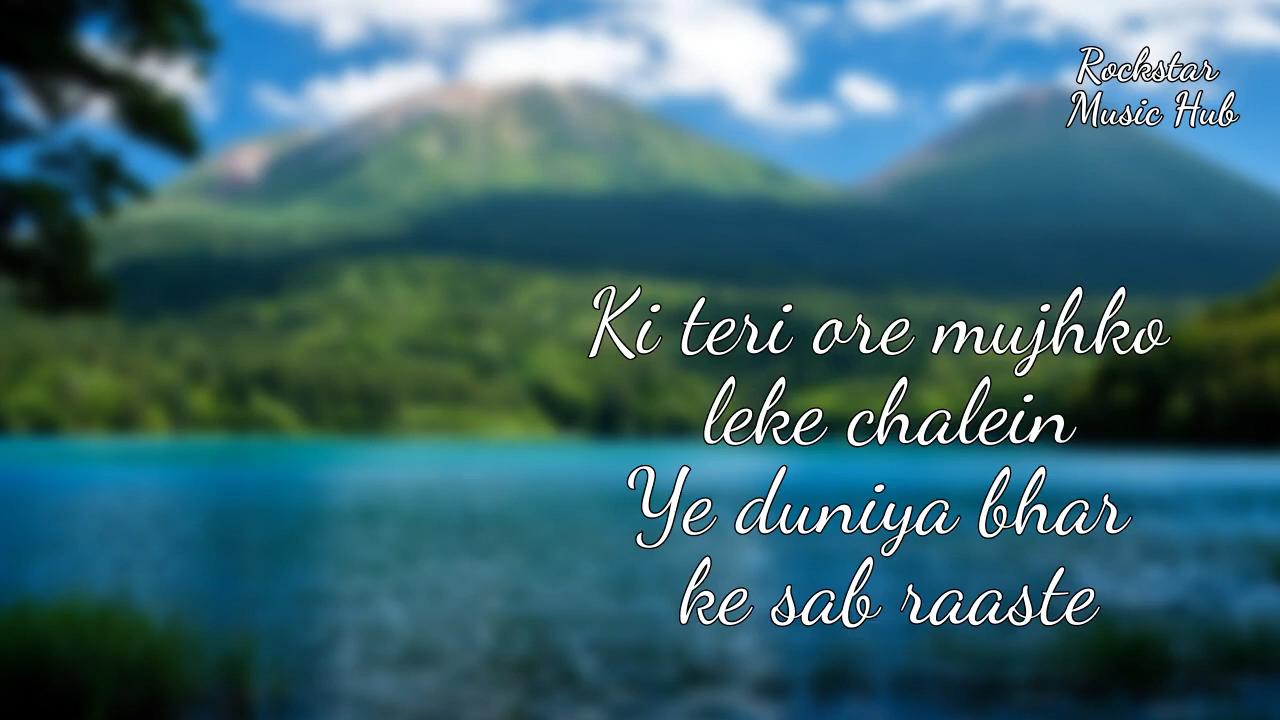 Rockstar
Music Hub
Ki teri ore mujhko
leke chalein
Ye duniya bhar
ke sab raaste